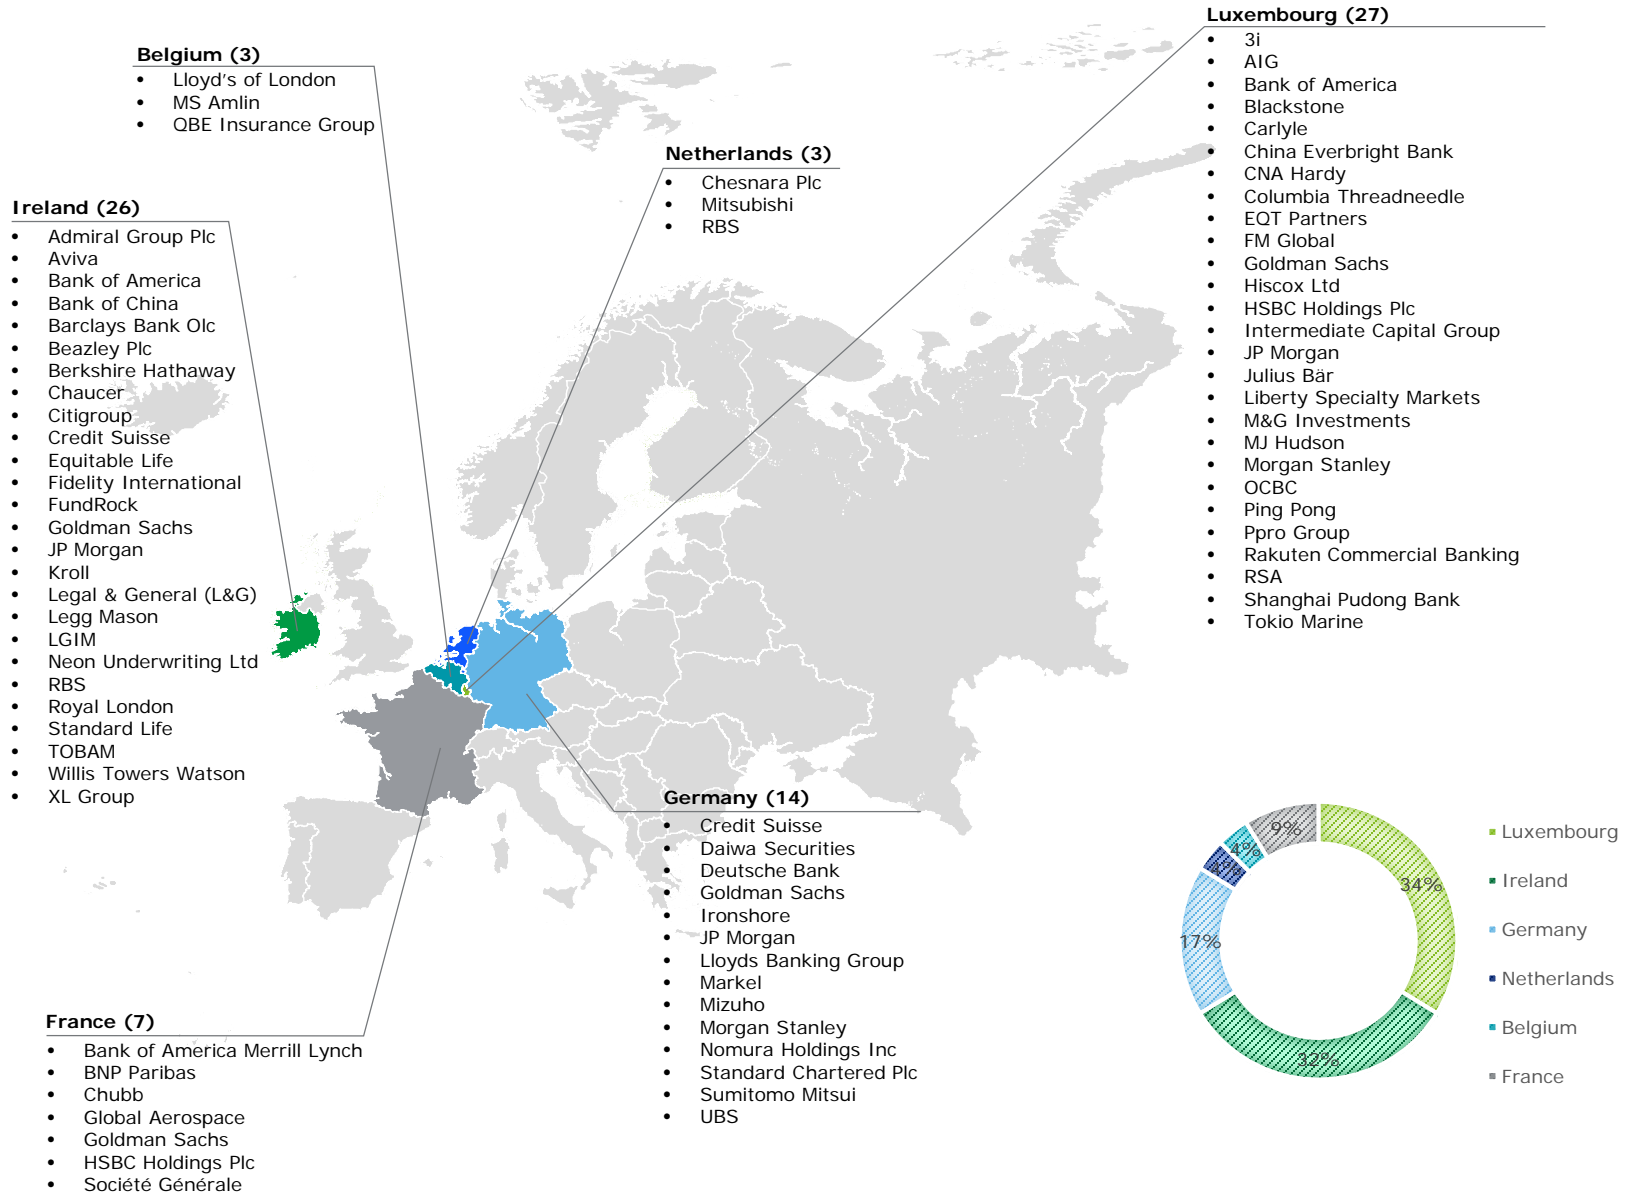 Belgium (3)
• Lloyd's of London
• MS Amlin
• QBE Insurance Group
Ireland (26)
• Admiral Group Plc
• Aviva
• Bank of America
• Bank of China
• Barclays Bank Olc
• Beazley Plc
• Berkshire Hathaway
• Chaucer
• Citigroup
• Credit Suisse
• Equitable Life
• Fidelity International
• FundRock
• Goldman Sachs
• JP Morgan
• Kroll
• Legal & General (L&G)
• Legg Mason
• LGIM
• Neon Underwriting Ltd
• RBS
• Royal London
• Standard Life
• TOBAM
• Willis Towers Watson
• XL Group
France (7)
• Bank of America Merrill Lynch
• BNP Paribas
• Chubb
• Global Aerospace
• Goldman Sachs
• HSBC Holdings Plc
• Société Générale
Netherlands (3)
• Chesnara Plc
• Mitsubishi
• RBS
Germany (14)
• Credit Suisse
• Daiwa Securities
• Deutsche Bank
• Goldman Sachs
• Ironshore
• JP Morgan
• Lloyds Banking Group
• Markel
• Mizuho
• Morgan Stanley
• Nomura Holdings Inc
• Standard Chartered Plc
• Sumitomo Mitsui
• UBS
Luxembourg (27)
• 3i
• AIG
• Bank of America
• Blackstone
• Carlyle
• China Everbright Bank
• CNA Hardy
• Columbia Threadneedle
• EQT Partners
• FM Global
• Goldman Sachs
• Hiscox Ltd
• HSBC Holdings Plc
• Intermediate Capital Group
• JP Morgan
• Julius Bär
• Liberty Specialty Markets
• M&G Investments
• MJ Hudson
• Morgan Stanley
• OCBC
• Ping Pong
• Ppro Group
• Rakuten Commercial Banking
• RSA
• Shanghai Pudong Bank
• Tokio Marine
9%
4%
34%
17%
32%
Luxembourg
Ireland
Germany
Netherlands
Belgium
France